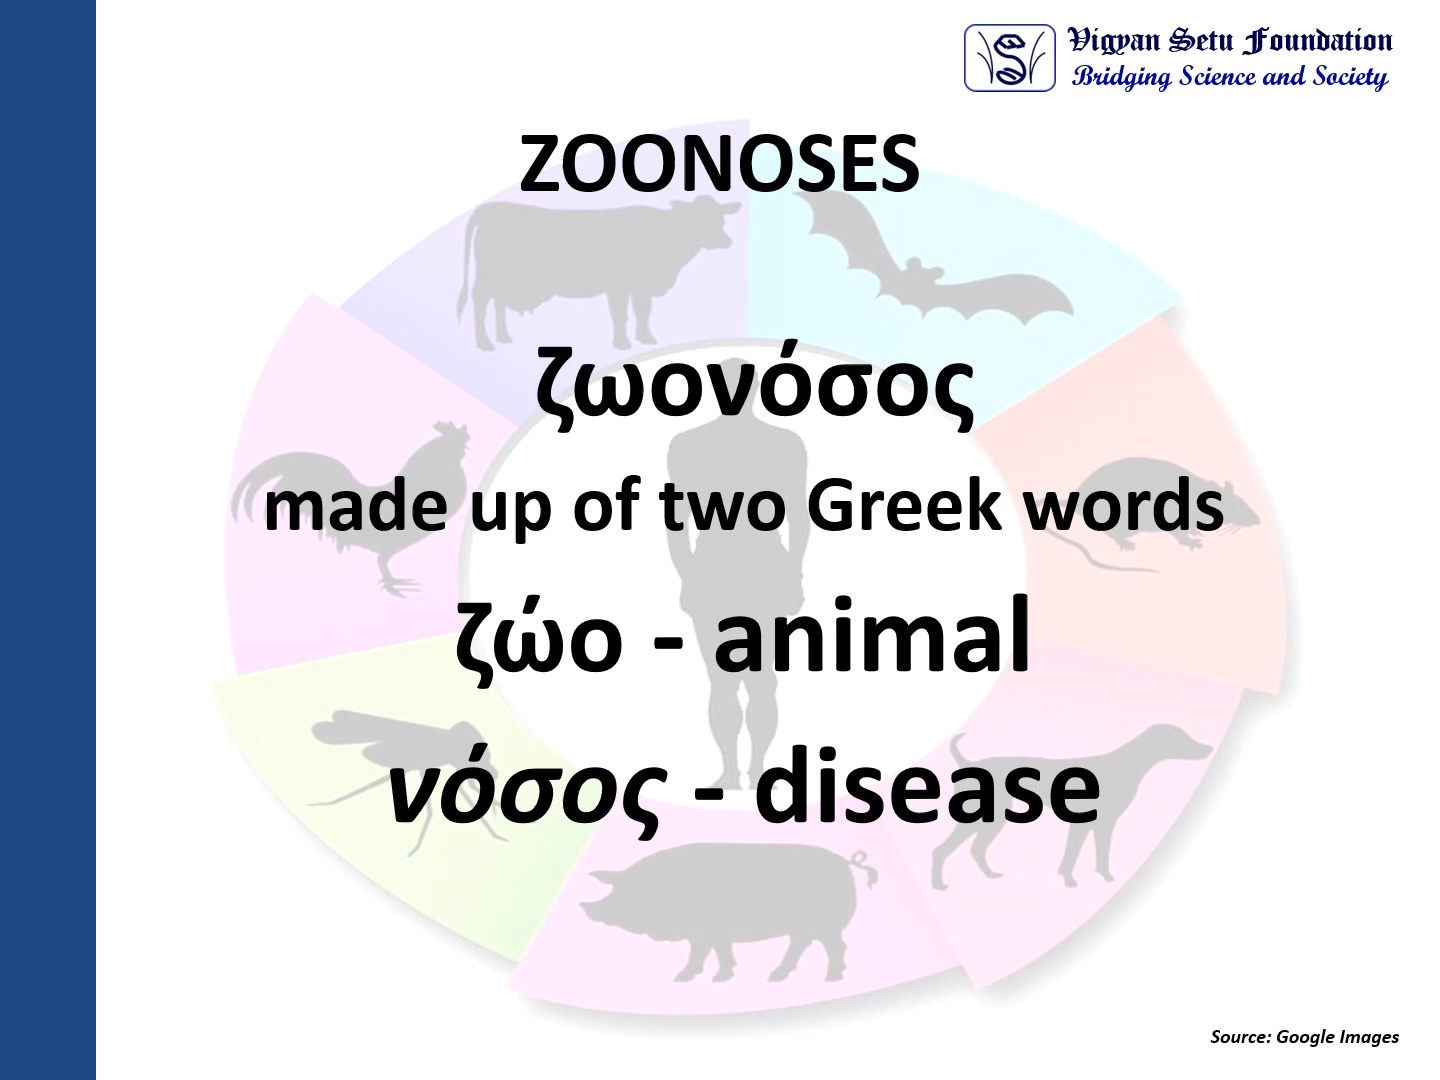 Vigyan Setu Foundation
Bridging Science and Society
ZOONOSES
ζωονόσος
made up of two Greek words
ζώο - animal
νόσος - disease
Source: Google Images